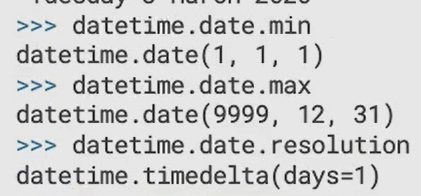 >>> datetime.date.min
datetime.date(1, 1, 1)
>>> datetime.date.max
datetime.date(9999, 12, 31)
>>> datetime.date.resolution
datetime.timedelta(days=1)